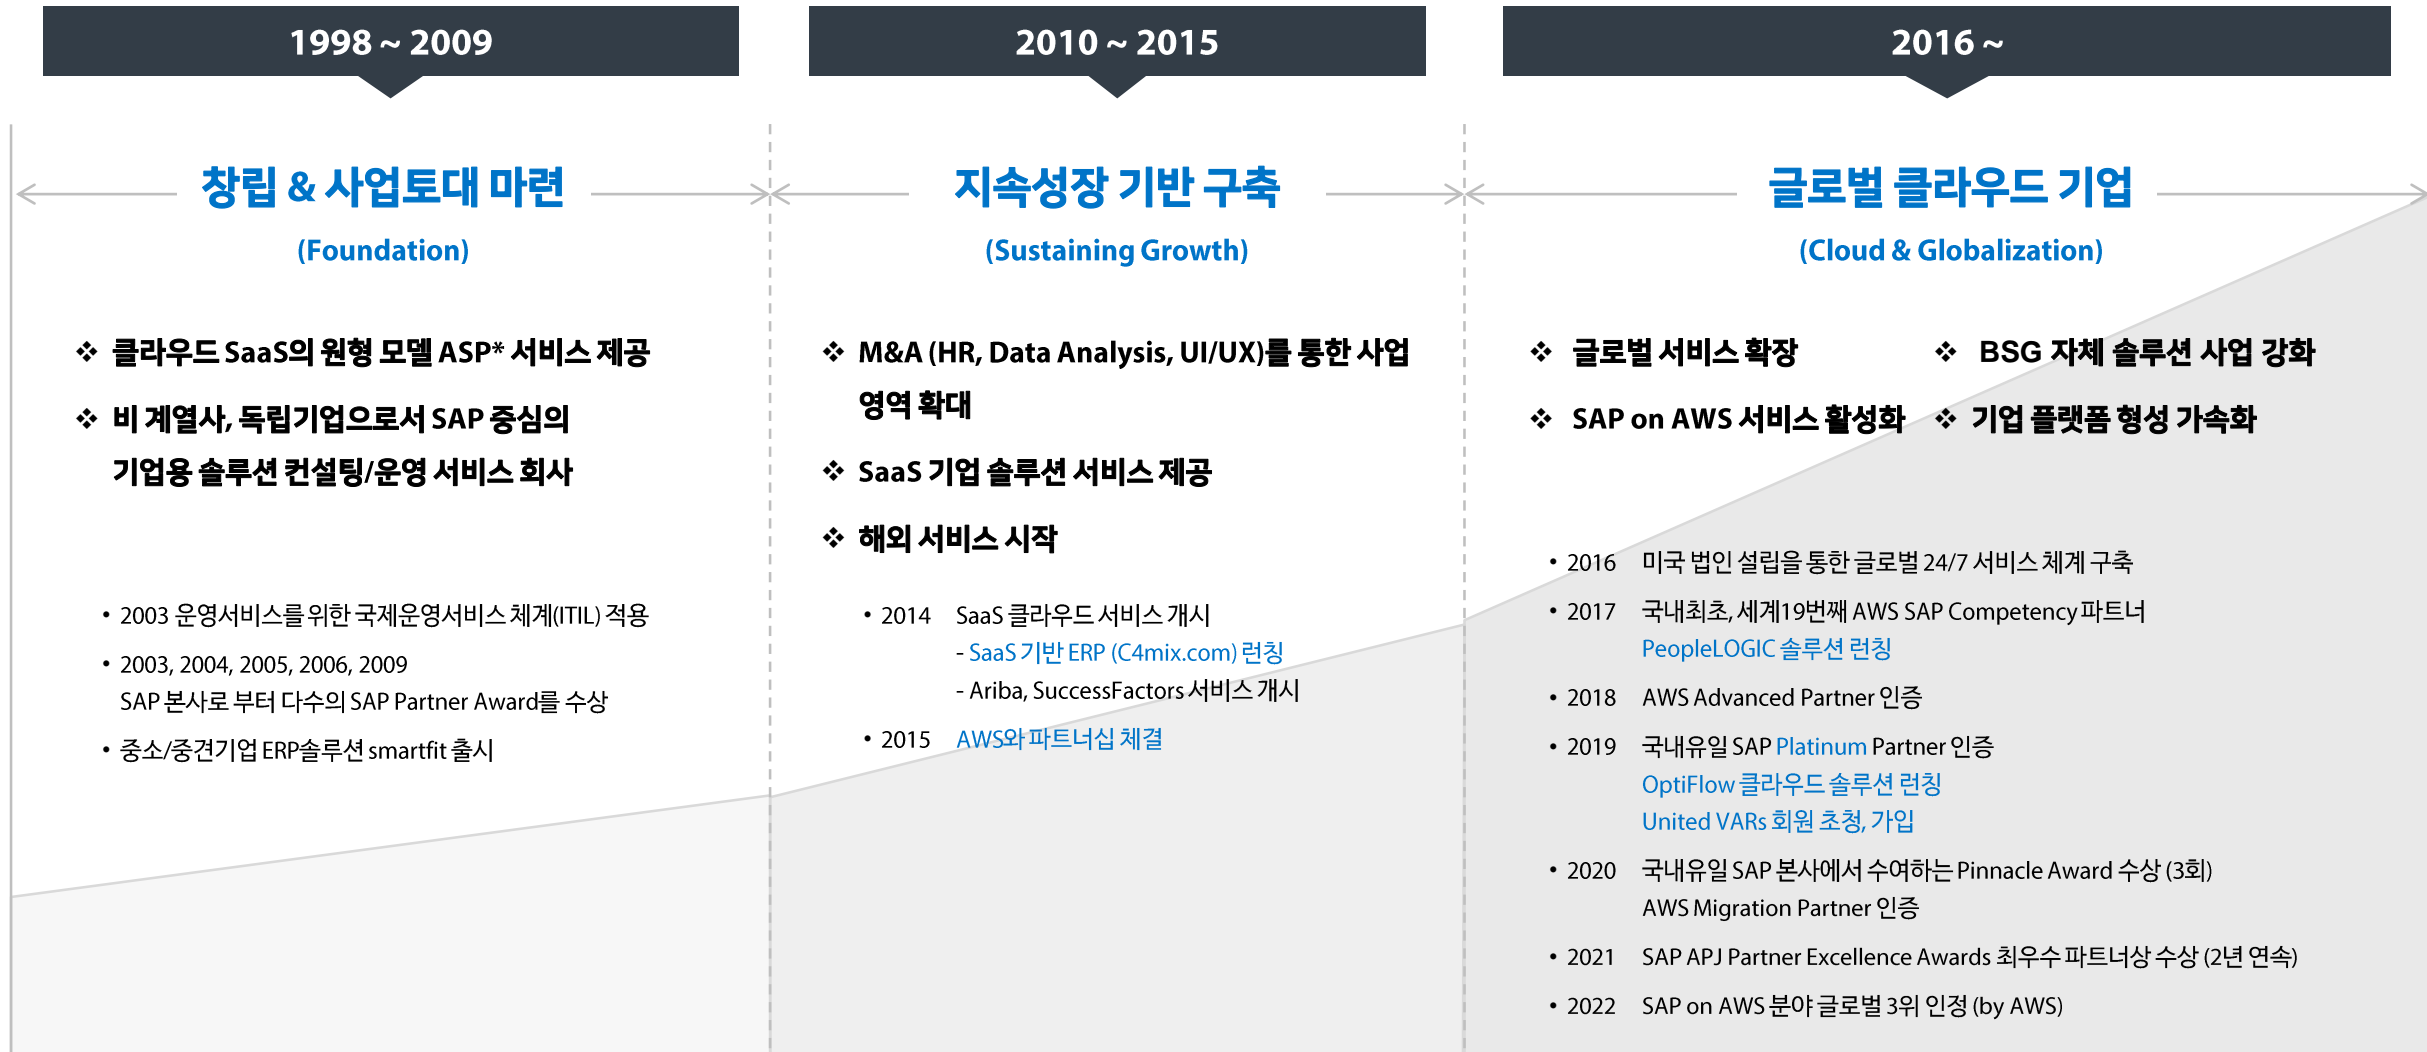 1998 ~ 2009
창립 & 사업토대 마련
(Foundation)
❖ 클라우드 SaaS의 원형 모델 ASP* 서비스 제공
❖ 비 계열사, 독립기업으로서 SAP 중심의
기업용 솔루션 컨설팅/운영 서비스 회사
• 2003 운영서비스를 위한 국제운영서비스 체계(ITIL) 적용
• 2003, 2004, 2005, 2006, 2009
SAP 본사로 부터 다수의 SAP Partner Award를 수상
• 중소/중견기업 ERP솔루션 smartfit 출시
2010 ~ 2015
지속성장 기반 구축
(Sustaining Growth)
❖ M&A (HR, Data Analysis, UI/UX)를 통한 사업
영역 확대
❖ SaaS 기업 솔루션 서비스 제공
❖ 해외 서비스 시작
• 2014 SaaS 클라우드 서비스 개시
- SaaS 기반 ERP (C4mix.com) 런칭
- Ariba, SuccessFactors 서비스 개시
• 2015 AWS와 파트너십 체결
2016 ~
글로벌 클라우드 기업
(Cloud & Globalization)
❖ 글로벌 서비스 확장 ❖ BSG 자체 솔루션 사업 강화
❖ SAP on AWS 서비스 활성화 ❖ 기업 플랫폼 형성 가속화
• 2016 미국 법인 설립을 통한 글로벌 24/7 서비스 체계 구축
• 2017 국내최초, 세계19번째 AWS SAP Competency 파트너
PeopleLOGIC 솔루션 런칭
• 2018 AWS Advanced Partner 인증
• 2019 국내유일 SAP Platinum Partner 인증
OptiFlow 클라우드 솔루션 런칭
United VARs 회원 초청, 가입
• 2020 국내유일 SAP 본사에서 수여하는 Pinnacle Award 수상 (3회)
AWS Migration Partner 인증
• 2021 SAP APJ Partner Excellence Awards 최우수 파트너상 수상 (2년 연속)
• 2022 SAP on AWS 분야 글로벌 3위 인정 (by AWS)